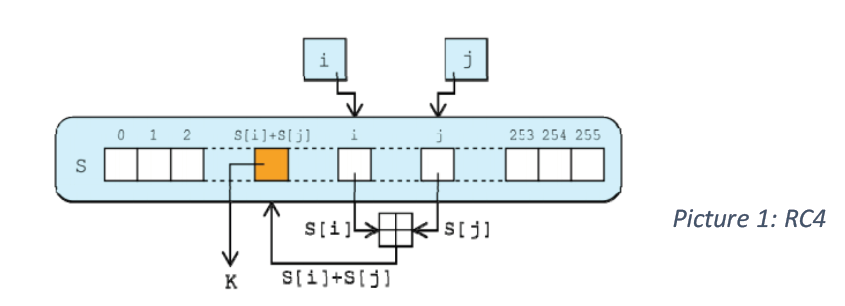 i j
0 1 2 S[i]+S[j] i j 253 254 255
S
S[i] S[j]
K S[i]+S[j]
Picture 1: RC4